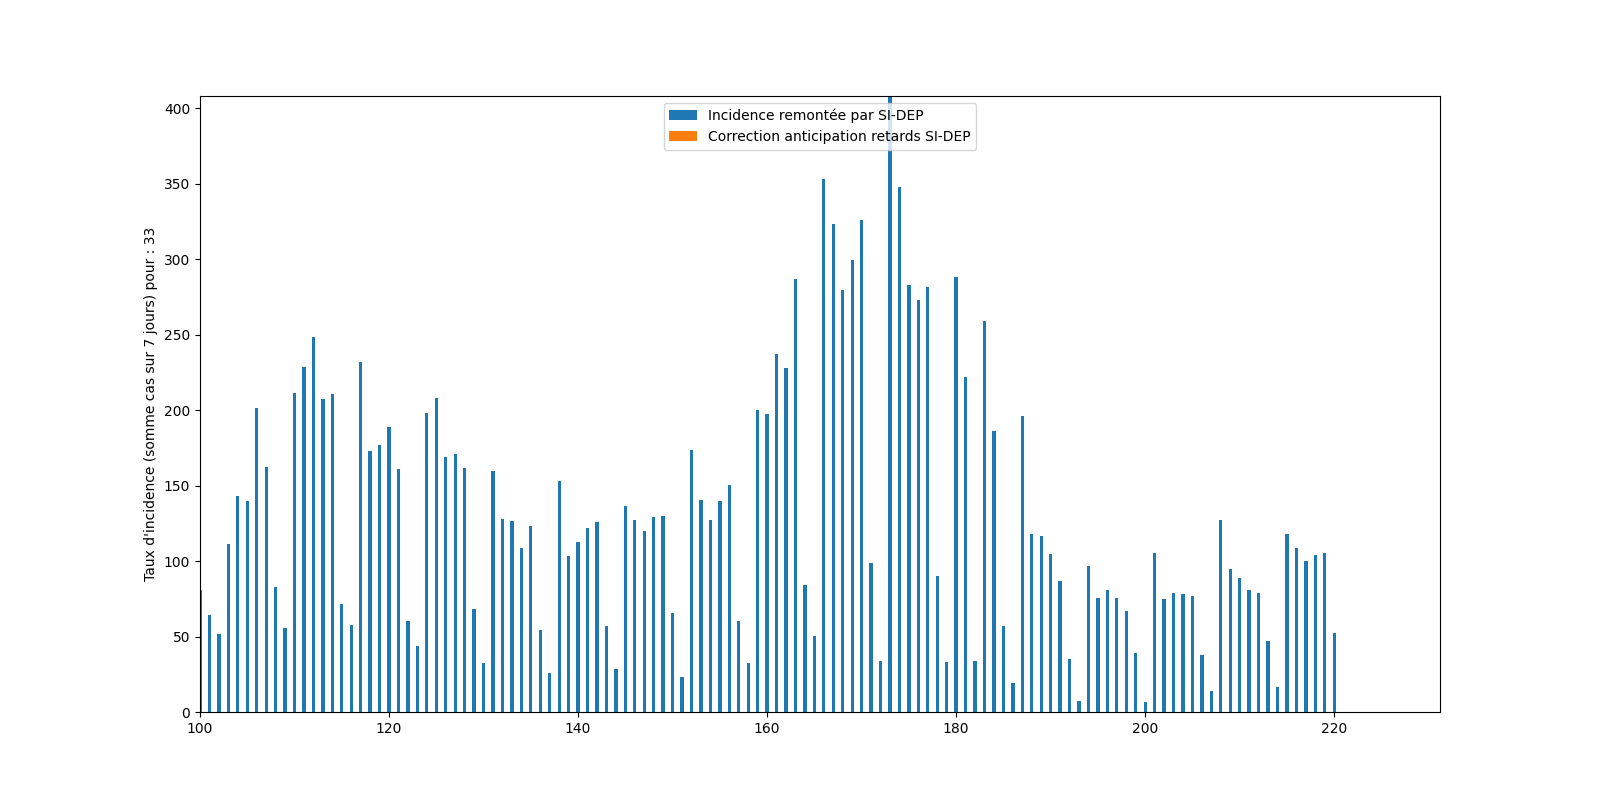 Incidence remontée par SI-DEP
Correction anticipation retards SI-DEP
Taux d'incidence (somme cas sur 7 jours) pour : 33
400
350
300
250
200
150
100
50
0
100 120 140 160 180 200 220